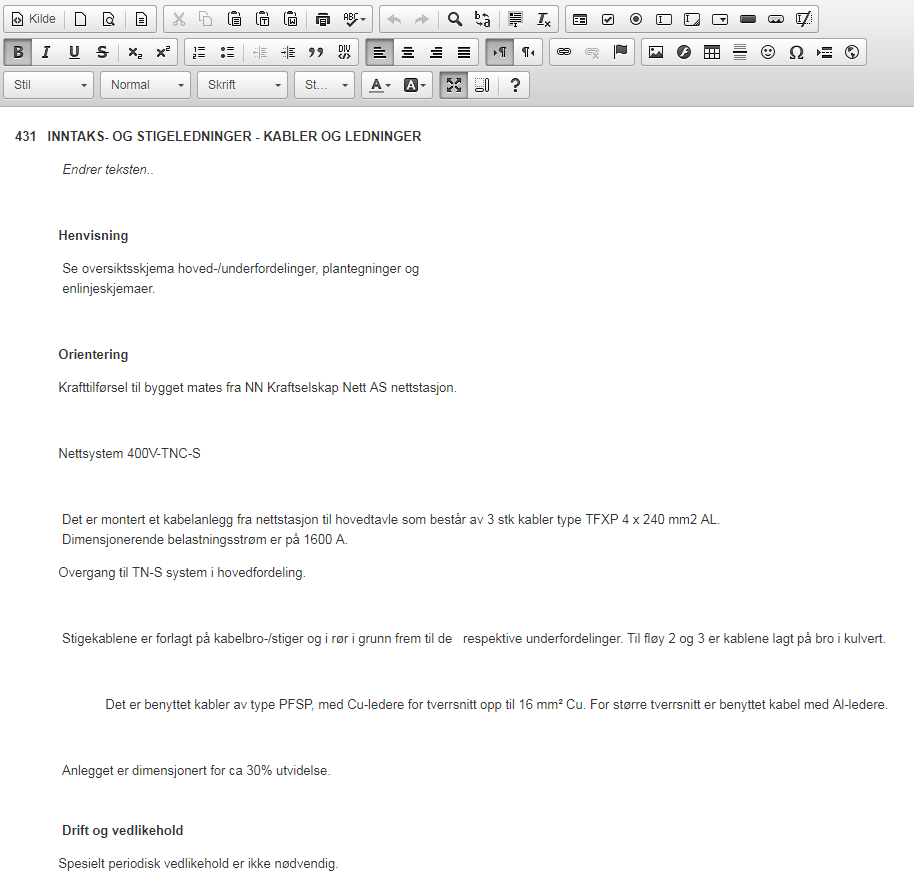 Kilde
ABC
B I U S x₂ x² DIV
Stil Normal Skrift St... A A ?
431 INNTAKS- OG STIGELEDNINGER - KABLER OG LEDNINGER
Endrer teksten..
Henvisning
Se oversiktsskjema hoved-/underfordelinger, plantegninger og
enlinjeskjemaer.
Orientering
Krafttilførsel til bygget mates fra NN Kraftselskap Nett AS nettstasjon.
Nettsystem 400V-TNC-S
Det er montert et kabelanlegg fra nettstasjon til hovedtavle som består av 3 stk kabler type TFXP 4 x 240 mm2 AL.
Dimensjonerende belastningsstrøm er på 1600 A.
Overgang til TN-S system i hovedfordeling.
Stigekablene er forlagt på kabelbro-/stiger og i rør i grunn frem til de respektive underfordelinger. Til fløy 2 og 3 er kablene lagt på bro i kulvert.
Det er benyttet kabler av type PFSP, med Cu-ledere for tverrsnitt opp til 16 mm² Cu. For større tverrsnitt er benyttet kabel med Al-ledere.
Anlegget er dimensjonert for ca 30% utvidelse.
Drift og vedlikehold
Spesielt periodisk vedlikehold er ikke nødvendig.